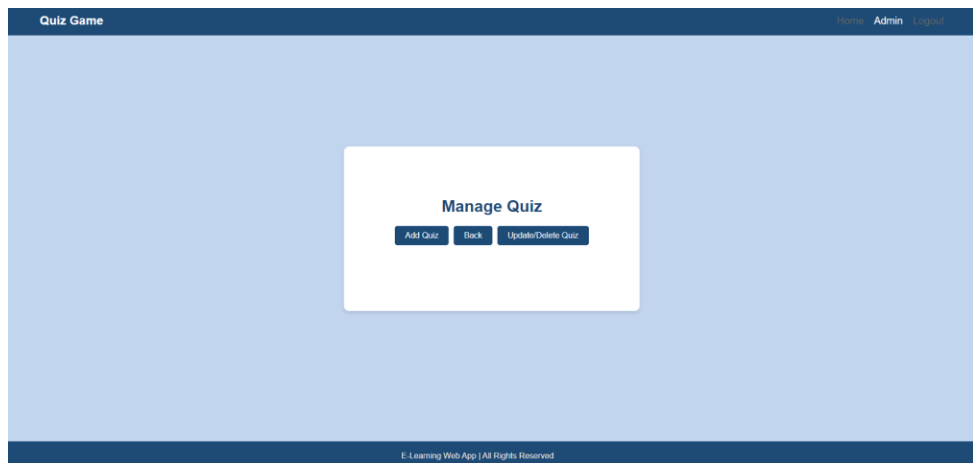 Quiz Game Home Admin Logout
Manage Quiz
Add Quiz Back Update/Delete Quiz
E-Learning Web App | All Rights Reserved